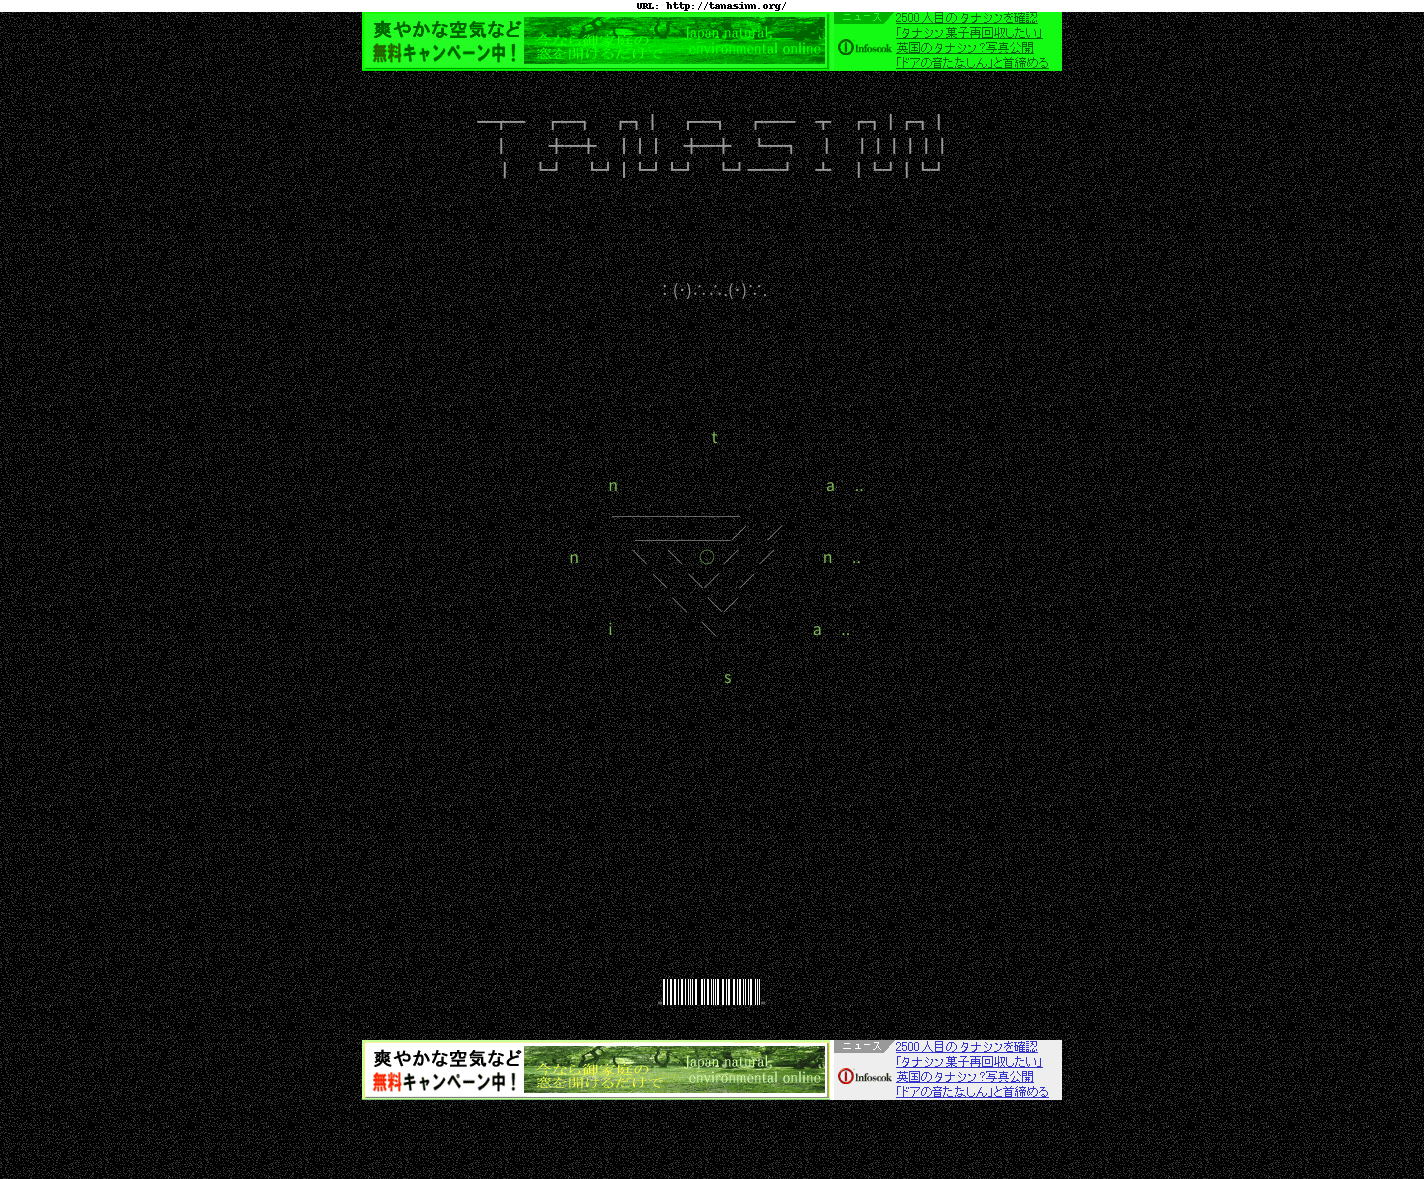 URL: http://tanasinn.org/
爽やかな空気など
無料キャンペーン中！
今なら御家庭の
窓を開けるだけで
Japan natural
environmental online
ニュース
Infoseek
2500人目のタナシンを確認
「タナシン菓子再回収したい」
英国のタナシン？写真公開
「ドアの音たなしん」と首締める
TANASINN
：(･)∴∴.(･)∵.
t
n a ..
n n ..
i a ..
s
爽やかな空気など
無料キャンペーン中！
今なら御家庭の
窓を開けるだけで
Japan natural
environmental online
ニュース
Infoseek
2500人目のタナシンを確認
「タナシン菓子再回収したい」
英国のタナシン？写真公開
「ドアの音たなしん」と首締める